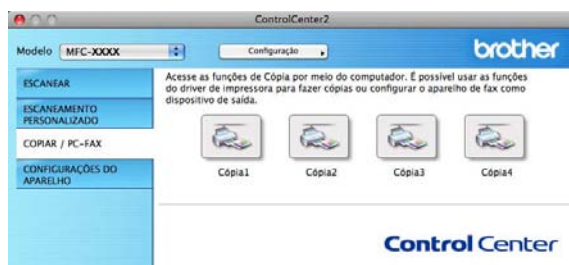 ControlCenter2
Modelo MFC-XXXX Configuração
brother
ESCANEAR
ESCANEAMENTO
PERSONALIZADO
COPIAR / PC-FAX
CONFIGURAÇÕES DO
APARELHO
Acesse as funções de Cópia por meio do computador. É possível usar as funções
do driver de impressora para fazer cópias ou configurar o aparelho de fax como
dispositivo de saída.
Cópia1 Cópia2 Cópia3 Cópia4
Control Center